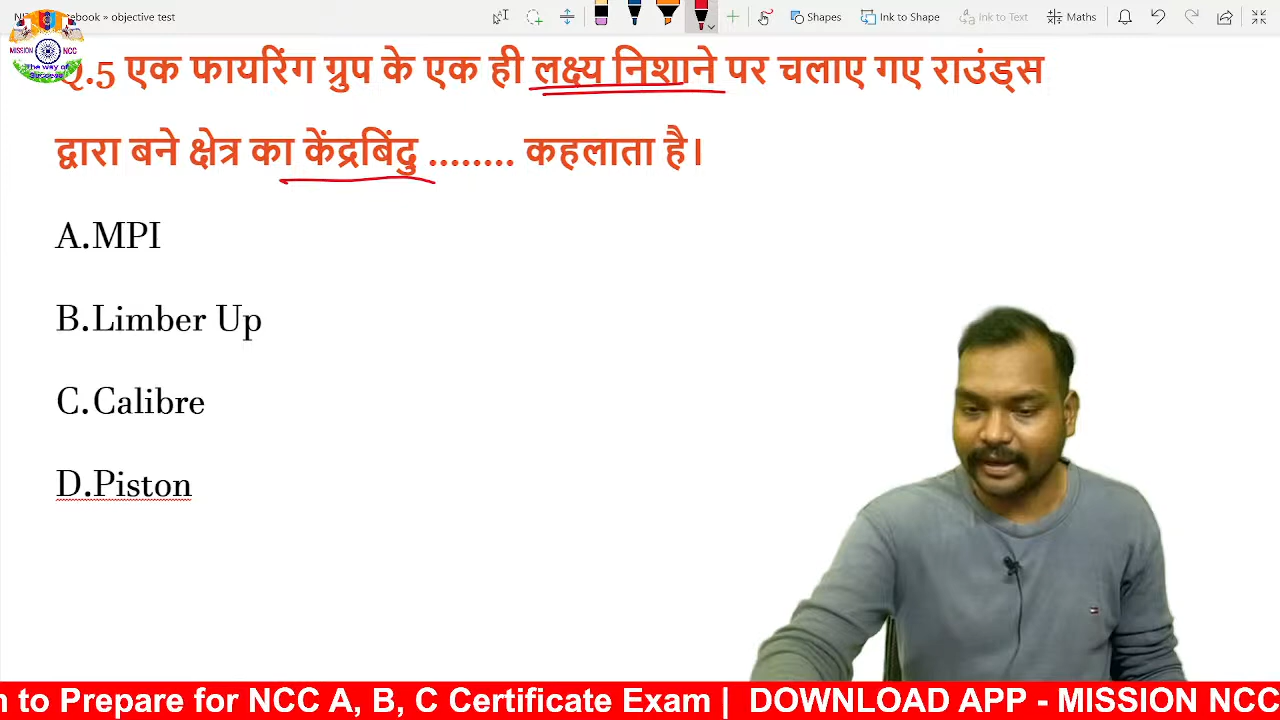 ebook » objective test
Shapes
Ink to Shape
Ink to Text
Maths
MISSION NCC
The way of
Success
Q.5 एक फायरिंग ग्रुप के एक ही लक्ष्य निशाने पर चलाए गए राउंड्स
द्वारा बने क्षेत्र का केंद्रबिंदु ........ कहलाता है।
A.MPI
B.Limber Up
C.Calibre
D.Piston
to Prepare for NCC A, B, C Certificate Exam | DOWNLOAD APP - MISSION NCC